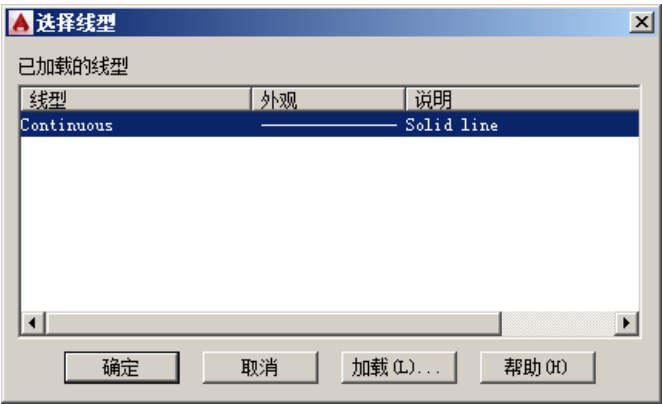 选择线型
已加载的线型
线型 外观 说明
Continuous Solid line
确定 取消 加载(L)... 帮助(H)